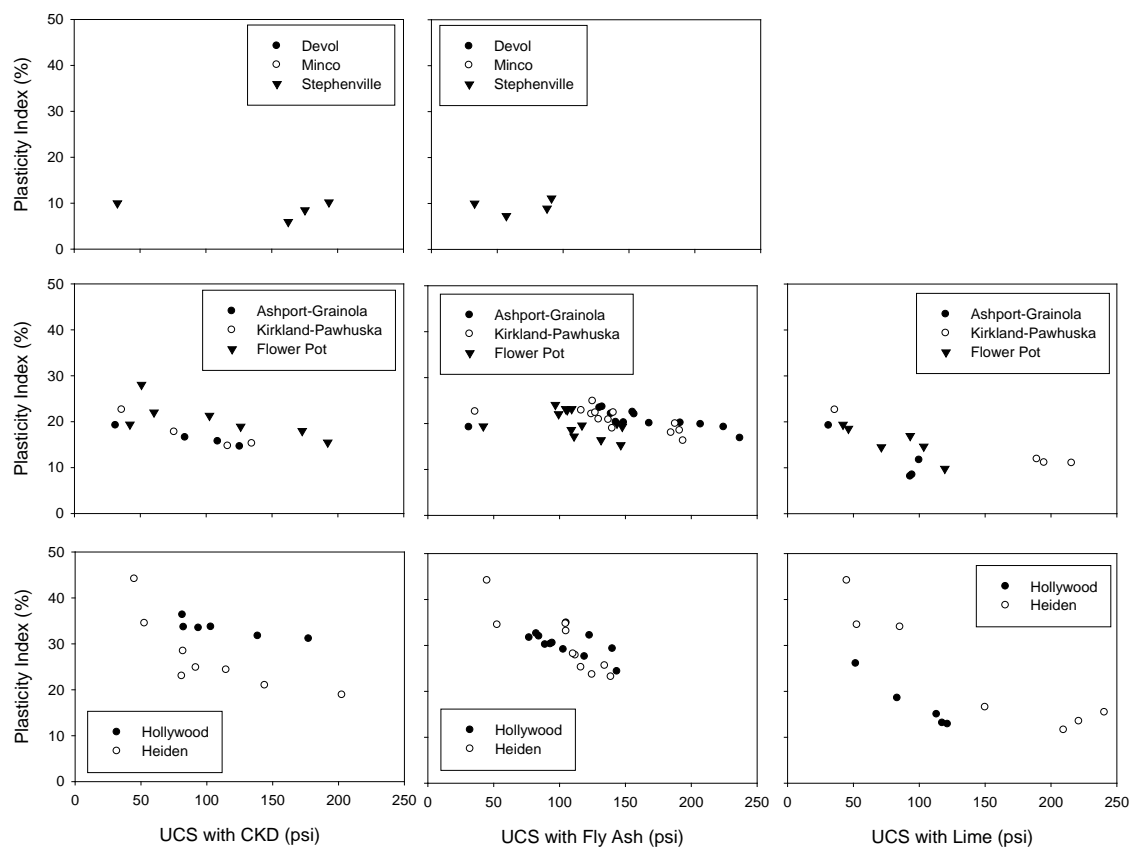 50
40
30
20
10
0
Plasticity Index (%)
Devol
Minco
Stephenville
Devol
Minco
Stephenville
50
40
30
20
10
0
Plasticity Index (%)
Ashport-Grainola
Kirkland-Pawhuska
Flower Pot
Ashport-Grainola
Kirkland-Pawhuska
Flower Pot
Ashport-Grainola
Kirkland-Pawhuska
Flower Pot
50
40
30
20
10
0
Plasticity Index (%)
Hollywood
Heiden
Hollywood
Heiden
Hollywood
Heiden
0 50 100 150 200 250
0 50 100 150 200 250
0 50 100 150 200 250
UCS with CKD (psi)
UCS with Fly Ash (psi)
UCS with Lime (psi)